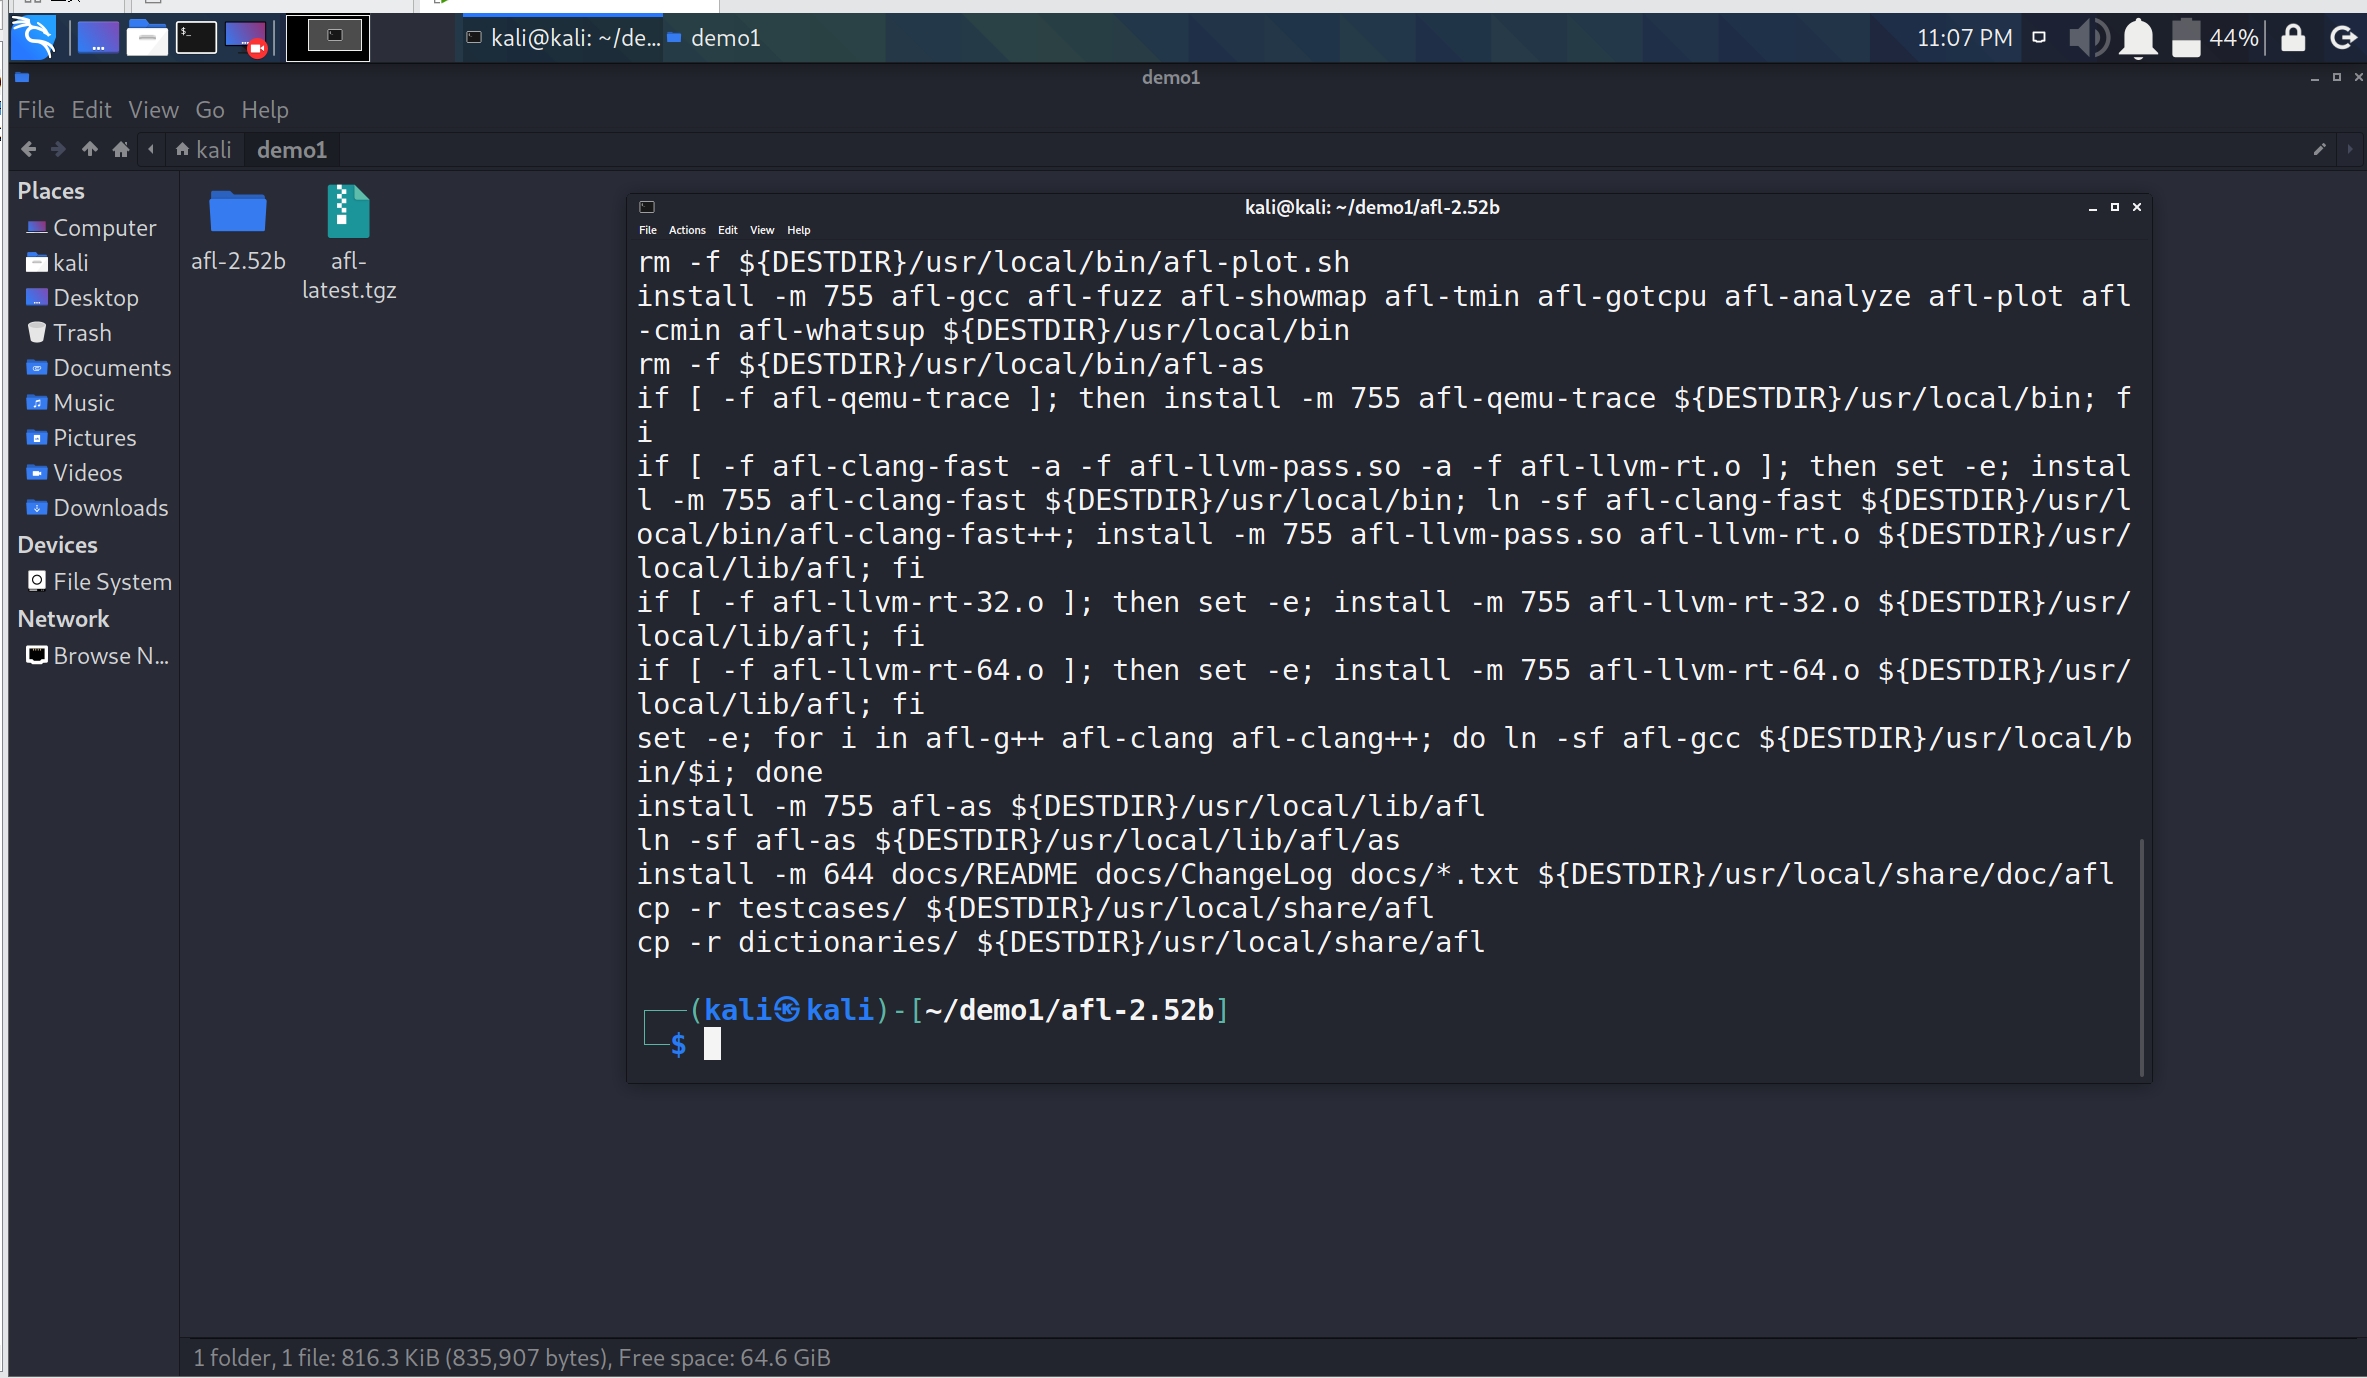 kali@kali: ~/de...
demo1
11:07 PM
44%
demo1
File Edit View Go Help
kali
demo1
Places
Computer
kali
Desktop
Trash
Documents
Music
Pictures
Videos
Downloads
Devices
File System
Network
Browse N...
afl-2.52b
afl-
latest.tgz
kali@kali: ~/demo1/afl-2.52b
File Actions Edit View Help
rm -f ${DESTDIR}/usr/local/bin/afl-plot.sh
install -m 755 afl-gcc afl-fuzz afl-showmap afl-tmin afl-gotcpu afl-analyze afl-plot afl
-cmin afl-whatsup ${DESTDIR}/usr/local/bin
rm -f ${DESTDIR}/usr/local/bin/afl-as
if [ -f afl-qemu-trace ]; then install -m 755 afl-qemu-trace ${DESTDIR}/usr/local/bin; f
i
if [ -f afl-clang-fast -a -f afl-llvm-pass.so -a -f afl-llvm-rt.o ]; then set -e; instal
l -m 755 afl-clang-fast ${DESTDIR}/usr/local/bin; ln -sf afl-clang-fast ${DESTDIR}/usr/l
ocal/bin/afl-clang-fast++; install -m 755 afl-llvm-pass.so afl-llvm-rt.o ${DESTDIR}/usr/
local/lib/afl; fi
if [ -f afl-llvm-rt-32.o ]; then set -e; install -m 755 afl-llvm-rt-32.o ${DESTDIR}/usr/
local/lib/afl; fi
if [ -f afl-llvm-rt-64.o ]; then set -e; install -m 755 afl-llvm-rt-64.o ${DESTDIR}/usr/
local/lib/afl; fi
set -e; for i in afl-g++ afl-clang afl-clang++; do ln -sf afl-gcc ${DESTDIR}/usr/local/b
in/$i; done
install -m 755 afl-as ${DESTDIR}/usr/local/lib/afl
ln -sf afl-as ${DESTDIR}/usr/local/lib/afl/as
install -m 644 docs/README docs/ChangeLog docs/*.txt ${DESTDIR}/usr/local/share/doc/afl
cp -r testcases/ ${DESTDIR}/usr/local/share/afl
cp -r dictionaries/ ${DESTDIR}/usr/local/share/afl
┌──(kali㉿kali)-[~/demo1/afl-2.52b]
└─$
1 folder, 1 file: 816.3 KiB (835,907 bytes), Free space: 64.6 GiB